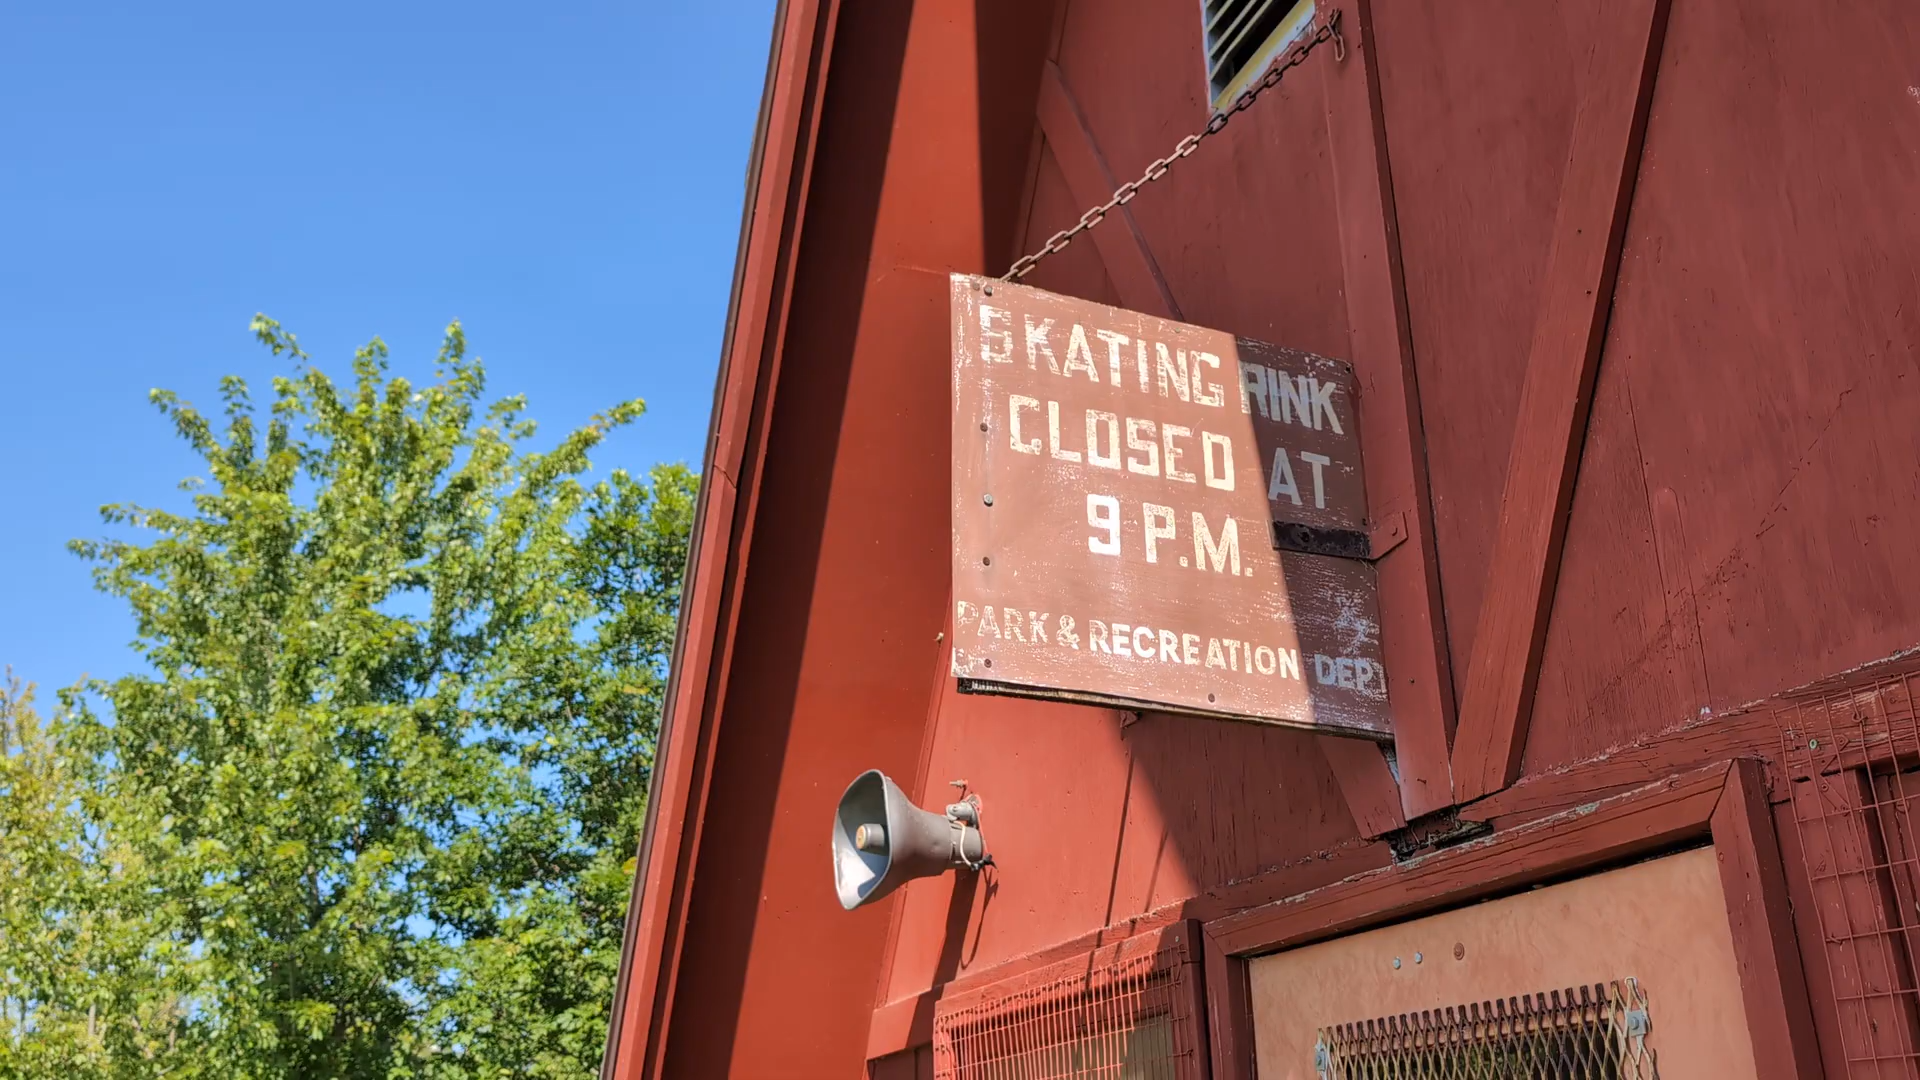 SKATING RINK
CLOSED AT
9 P.M.
PARK & RECREATION DEPT